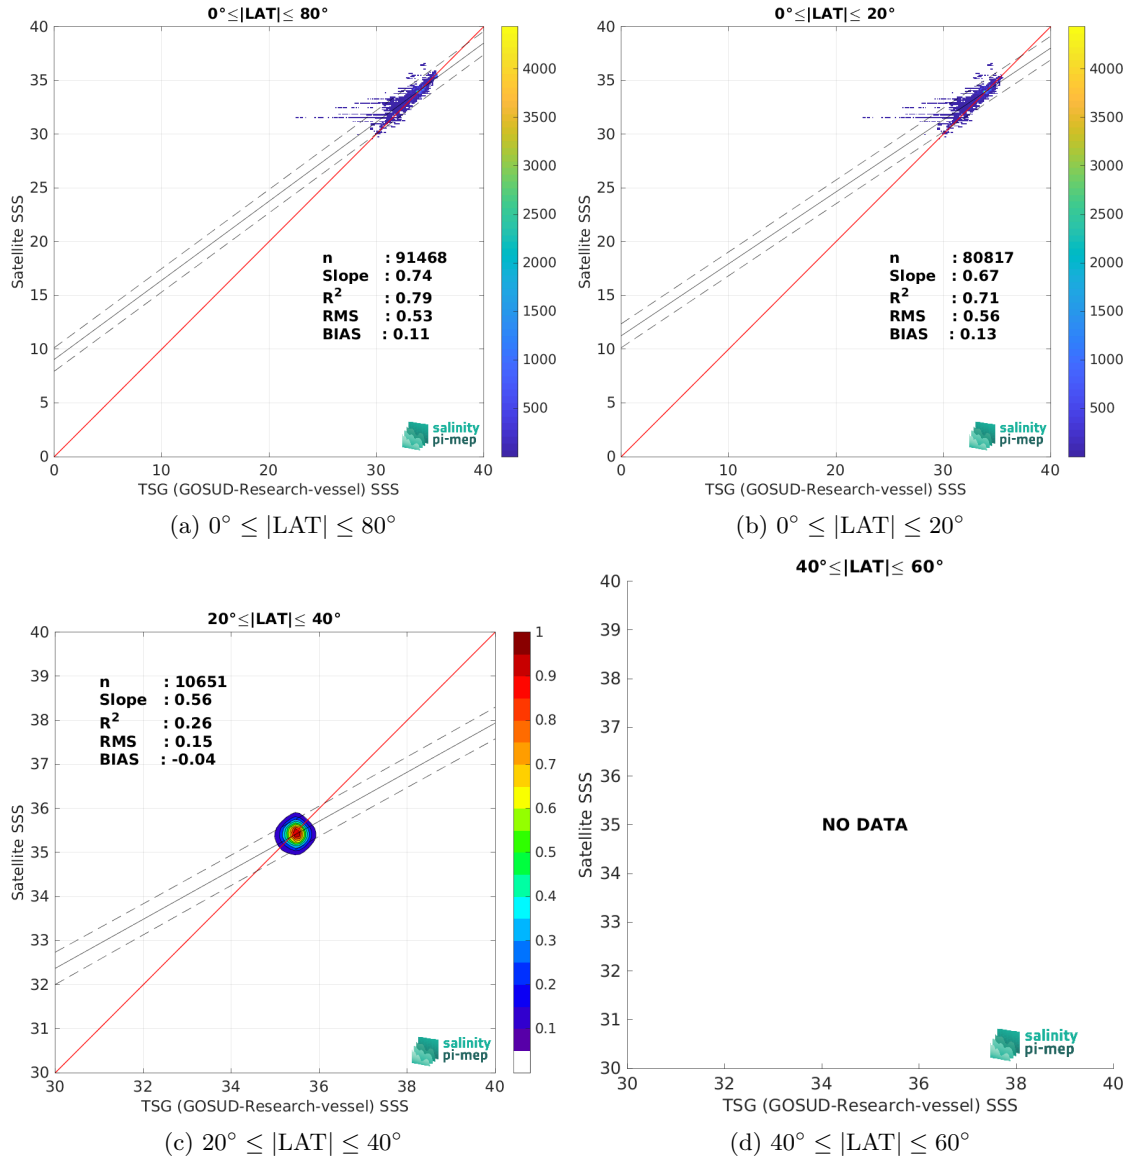 0°≤|LAT|≤ 80°
40
35
30
25
20
15
10
5
0
Satellite SSS
n : 91468
Slope : 0.74
R² : 0.79
RMS : 0.53
BIAS : 0.11
salinity
pi-mep
0 10 20 30 40
TSG (GOSUD-Research-vessel) SSS
4000
3500
3000
2500
2000
1500
1000
500
(a) 0° ≤ |LAT| ≤ 80°
0°≤|LAT|≤ 20°
40
35
30
25
20
15
10
5
0
Satellite SSS
n : 80817
Slope : 0.67
R² : 0.71
RMS : 0.56
BIAS : 0.13
salinity
pi-mep
0 10 20 30 40
TSG (GOSUD-Research-vessel) SSS
4000
3500
3000
2500
2000
1500
1000
500
(b) 0° ≤ |LAT| ≤ 20°
20°≤|LAT|≤ 40°
40
39
38
37
36
35
34
33
32
31
30
Satellite SSS
n : 10651
Slope : 0.56
R² : 0.26
RMS : 0.15
BIAS : -0.04
salinity
pi-mep
30 32 34 36 38 40
TSG (GOSUD-Research-vessel) SSS
1
0.9
0.8
0.7
0.6
0.5
0.4
0.3
0.2
0.1
(c) 20° ≤ |LAT| ≤ 40°
40°≤|LAT|≤ 60°
40
39
38
37
36
35
34
33
32
31
30
Satellite SSS
NO DATA
salinity
pi-mep
30 32 34 36 38 40
TSG (GOSUD-Research-vessel) SSS
(d) 40° ≤ |LAT| ≤ 60°